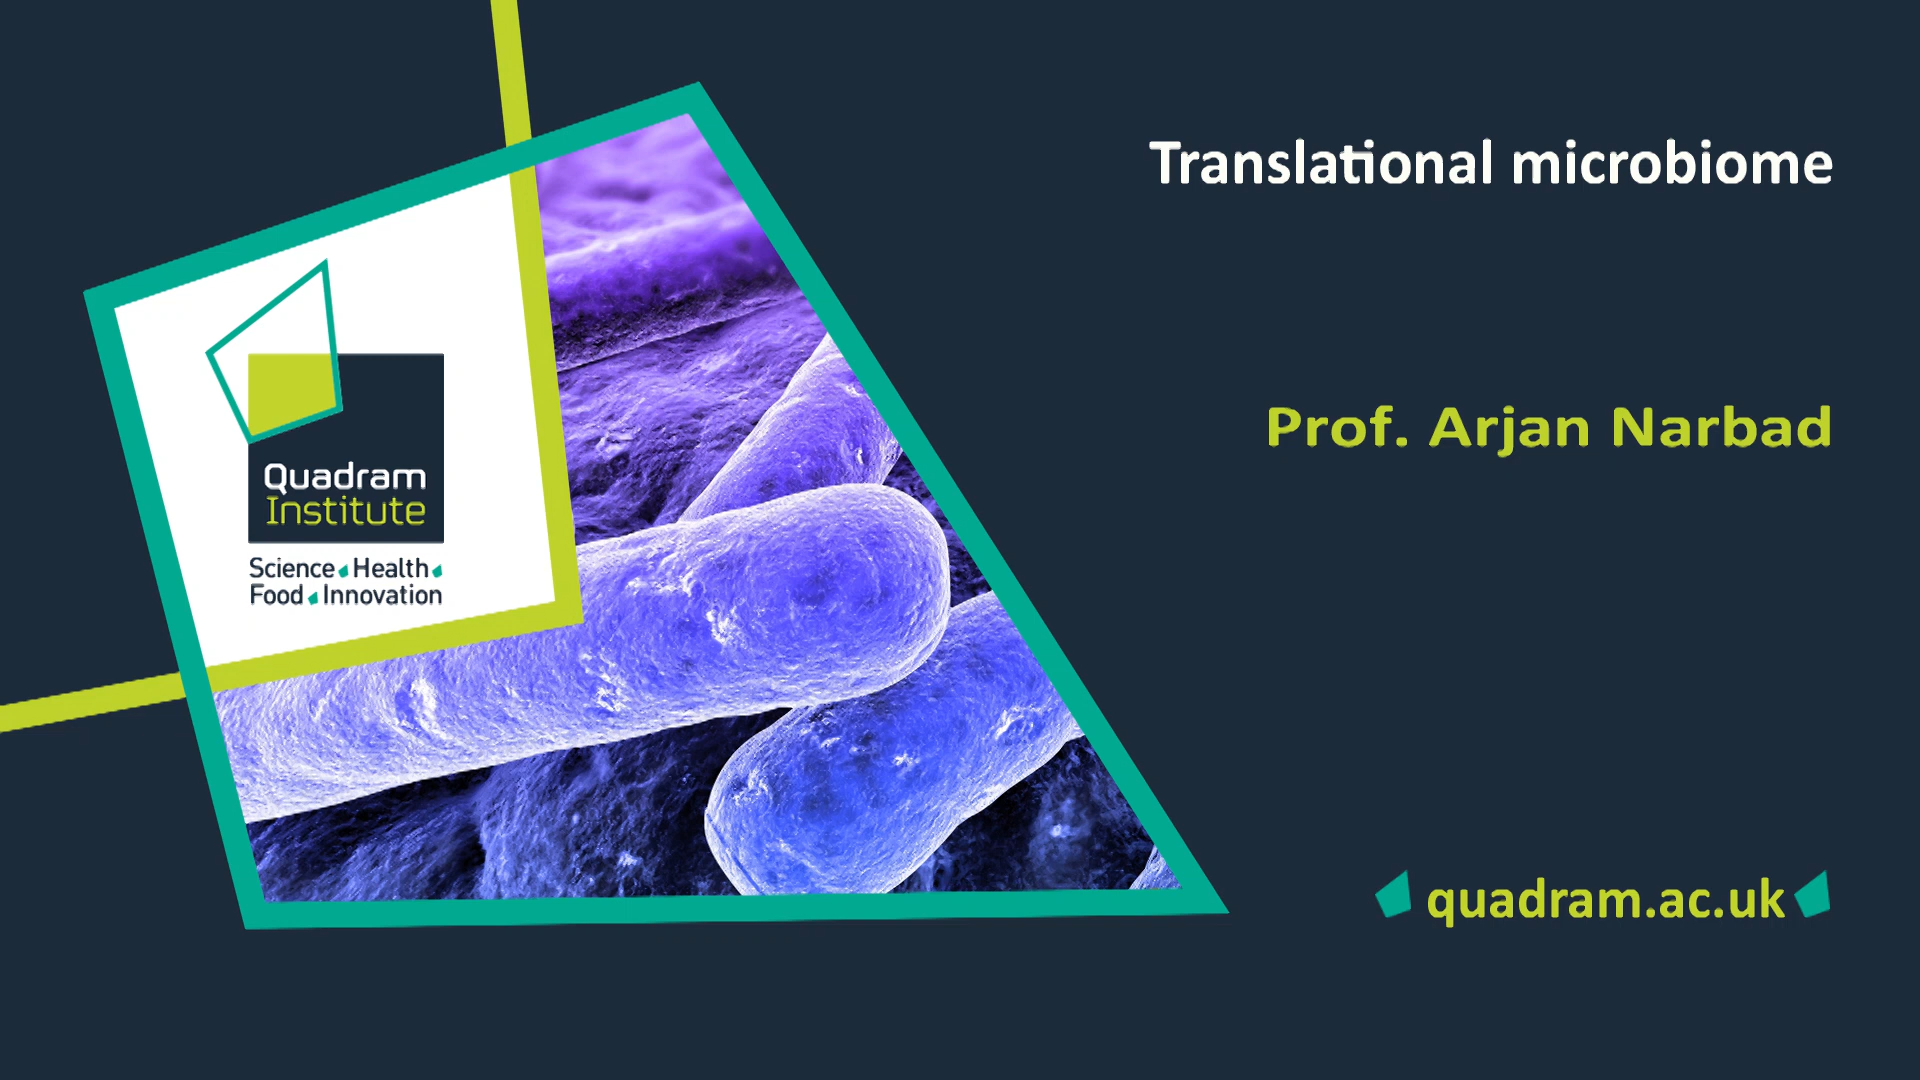 Translational microbiome
Prof. Arjan Narbad
Quadram
Institute
Science Health
Food Innovation
quadram.ac.uk